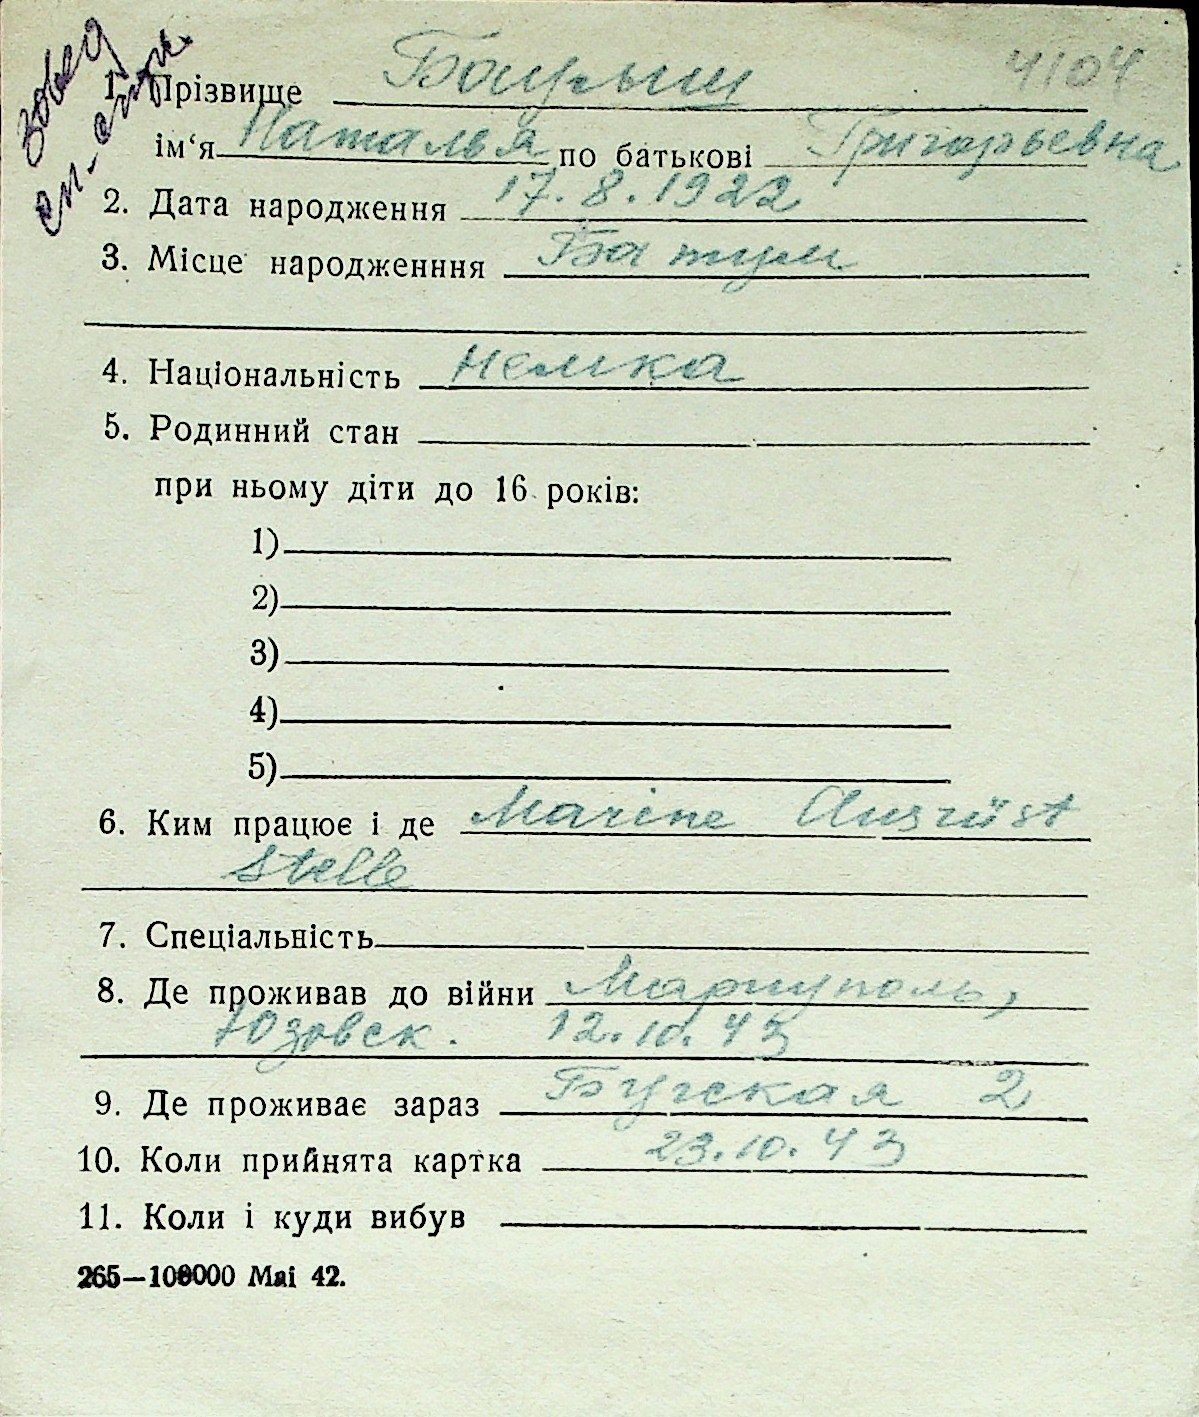 4104
1. Прізвище
ім‘я Наталья по батькові Григорьевна
2. Дата народження 17.8.1922
3. Місце народженння Батум
4. Національність немка
5. Родинний стан
при ньому діти до 16 років:
1)
2)
3)
4)
5)
6. Ким працює і де Marine Ausrüst
stelle
7. Спеціальність
8. Де проживав до війни Мариуполь,
Юзовск. 12.10.43
9. Де проживає зараз Бугская 2
10. Коли прийнята картка 23.10.43
11. Коли і куди вибув
265—108000 Маі 42.